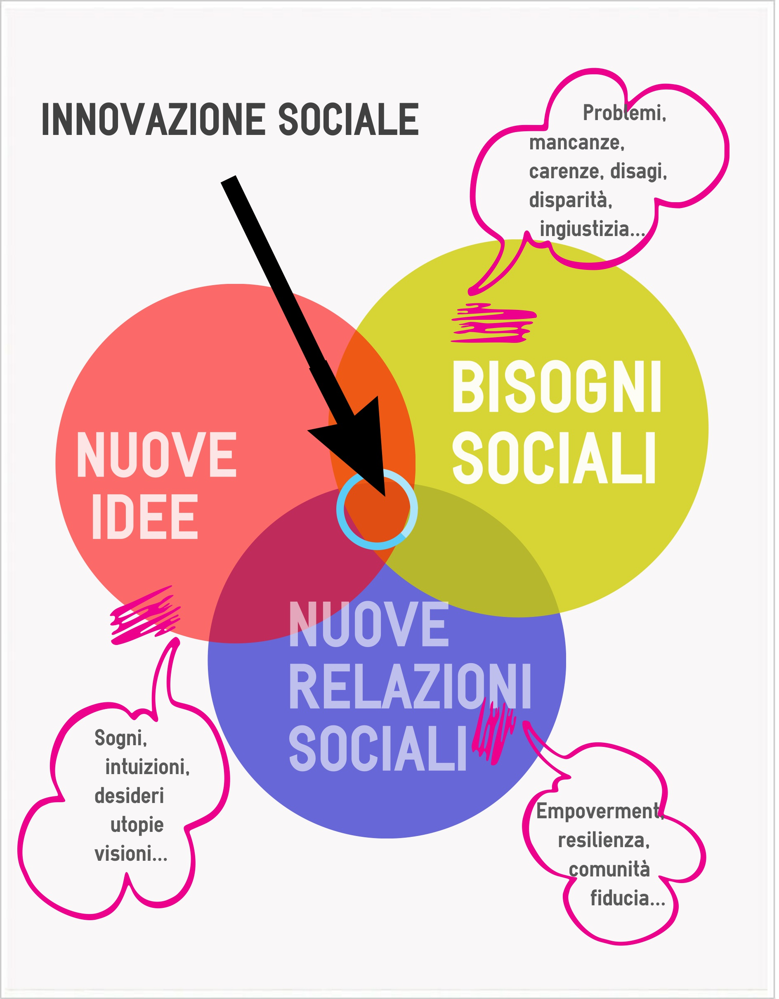 INNOVAZIONE SOCIALE
Problemi,
mancanze,
carenze, disagi,
disparità,
ingiustizia...
BISOGNI
SOCIALI
NUOVE
IDEE
NUOVE
RELAZIONI
SOCIALI
Sogni,
intuizioni,
desideri
utopie
visioni...
Empoverment,
resilienza,
comunità
fiducia...